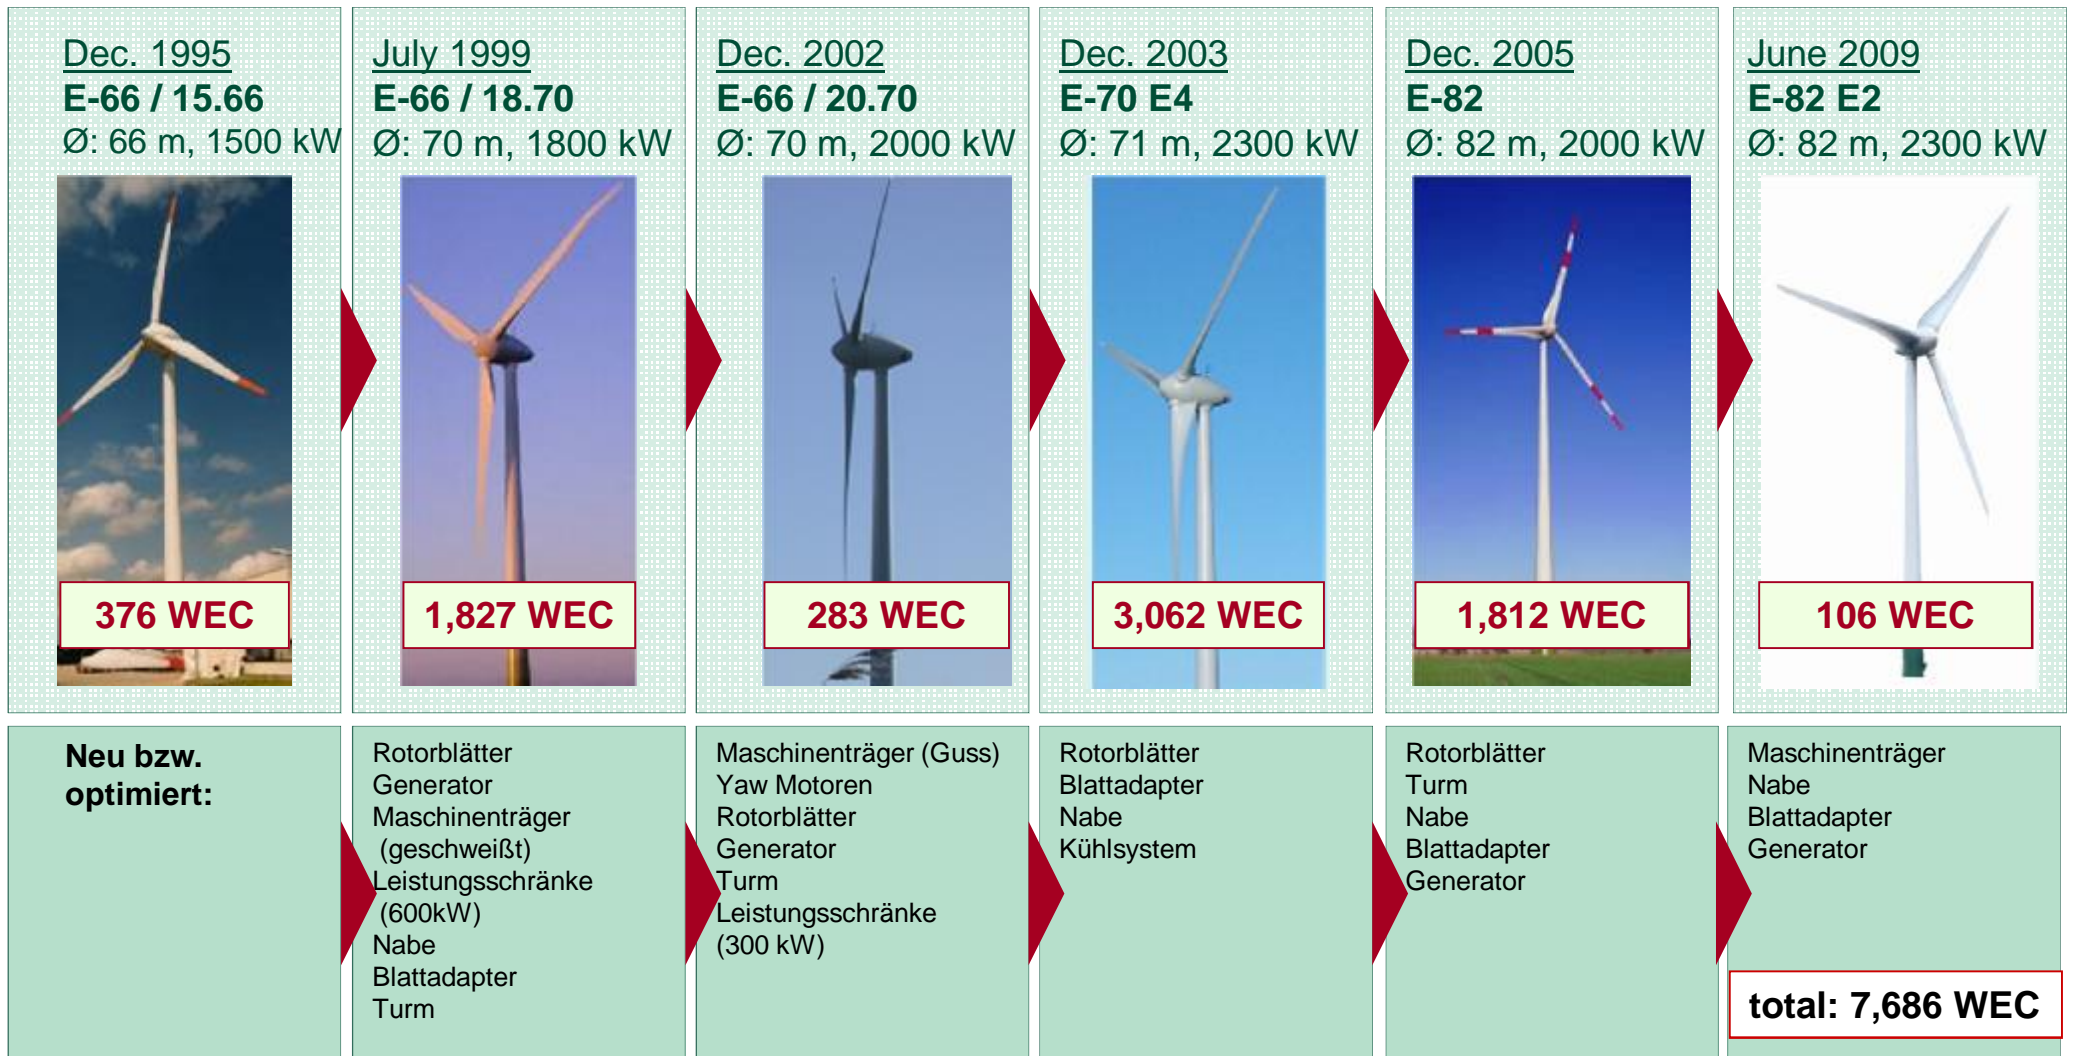 Dec. 1995
E-66 / 15.66
Ø: 66 m, 1500 kW
376 WEC
July 1999
E-66 / 18.70
Ø: 70 m, 1800 kW
1,827 WEC
Dec. 2002
E-66 / 20.70
Ø: 70 m, 2000 kW
283 WEC
Dec. 2003
E-70 E4
Ø: 71 m, 2300 kW
3,062 WEC
Dec. 2005
E-82
Ø: 82 m, 2000 kW
1,812 WEC
June 2009
E-82 E2
Ø: 82 m, 2300 kW
106 WEC
Neu bzw.
optimiert:
Rotorblätter
Generator
Maschinenträger
(geschweißt)
Leistungsschränke
(600kW)
Nabe
Blattadapter
Turm
Maschinenträger (Guss)
Yaw Motoren
Rotorblätter
Generator
Turm
Leistungsschränke
(300 kW)
Rotorblätter
Blattadapter
Nabe
Kühlsystem
Rotorblätter
Turm
Nabe
Blattadapter
Generator
Maschinenträger
Nabe
Blattadapter
Generator
total: 7,686 WEC